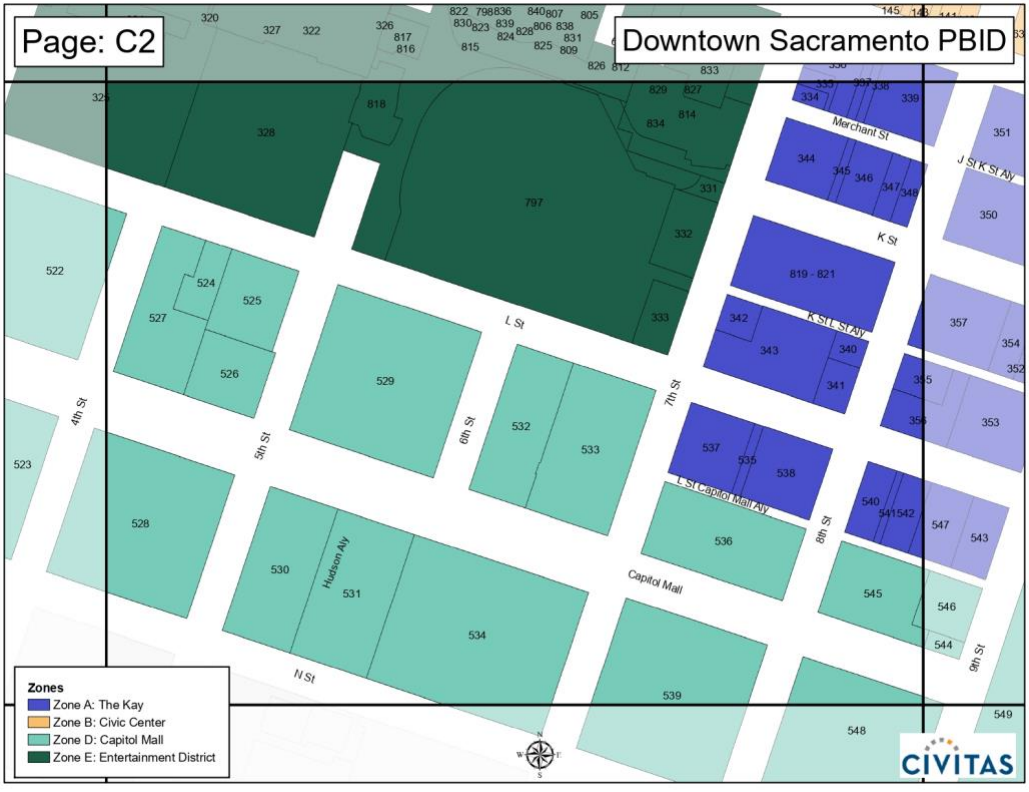 Page: C2
Downtown Sacramento PBID
320
327
322
326
817
816
822 798 836 840 807 805
830 823 839 806 838
824 828 831
815 825 809
826 812
833
145 143
325
328
818
797
829 827
814
834
331
332
333
334
335
337
338
339
Merchant St
344
345
346
347
348
351
J St K St Aly
350
K St
819 - 821
342
343
K St L St Aly
340
341
357
354
352
355
356
353
522
524
525
527
526
529
L St
532
533
7th St
6th St
5th St
4th St
523
528
530
Hudson Aly
531
534
537
535
538
L St Capitol Mall Aly
536
8th St
540
541
542
547
543
Capitol Mall
545
546
544
9th St
N St
539
548
549
Zones
Zone A: The Kay
Zone B: Civic Center
Zone D: Capitol Mall
Zone E: Entertainment District
N
W E
S
CIVITAS